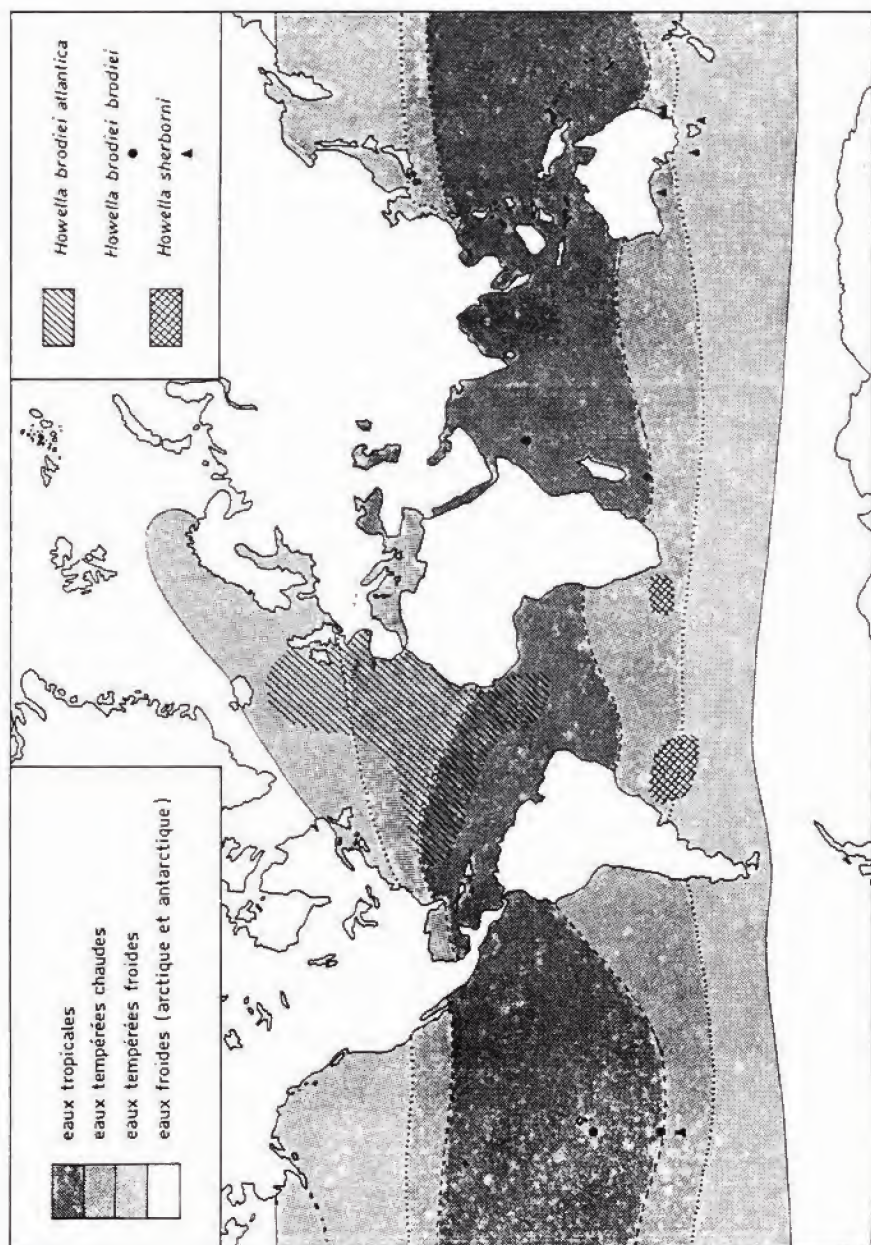 eaux tropicales
eaux tempérées chaudes
eaux tempérées froides
eaux froides (arctique et antarctique)
Howella brodiei atlantica
Howella brodiei brodiei
Howella sherborni